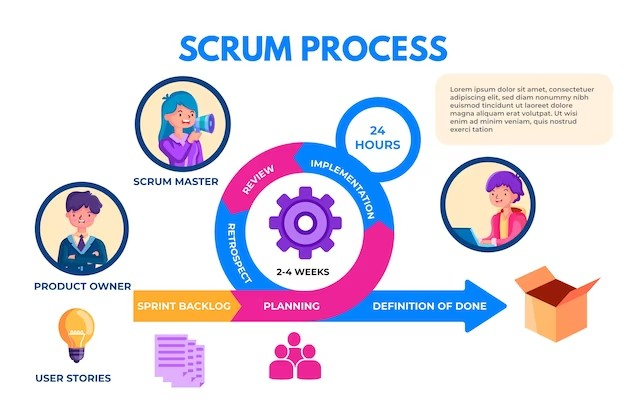 SCRUM PROCESS
Lorem ipsum dolor sit amet, consectetuer
adipiscing elit, sed diam nonummy nibh
euismod tincidunt ut laoreet dolore magna
aliquam erat volutpat. Ut wisi enim ad
minim veniam, quis nostrud exerci tation
24
HOURS
SCRUM MASTER
REVIEW
IMPLEMENTATION
RETROSPECT
2-4 WEEKS
PRODUCT OWNER
SPRINT BACKLOG
PLANNING
DEFINITION OF DONE
USER STORIES